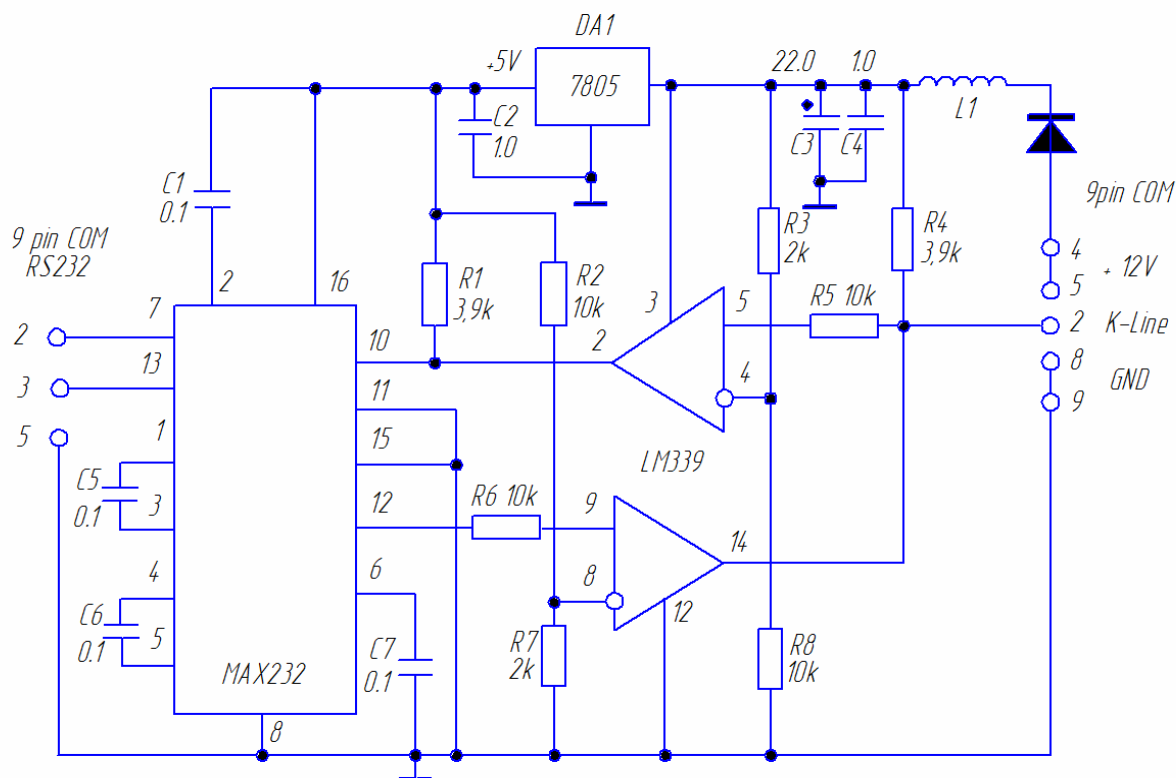 DA1
+5V
7805
22.0
1.0
L1
C2
1.0
C3
C4
C1
0.1
9pin COM
9 pin COM
RS232
R3
2k
R4
3,9k
4
+ 12V
5
2
16
R1
3,9k
R2
10k
3
5
R5 10k
2
K-Line
7
2
10
2
8
GND
13
3
11
4
9
1
15
5
LM339
C5
0.1
3
12
R6 10k
9
14
4
6
8
12
C6
0.1
5
C7
0.1
R7
2k
R8
10k
MAX232
8